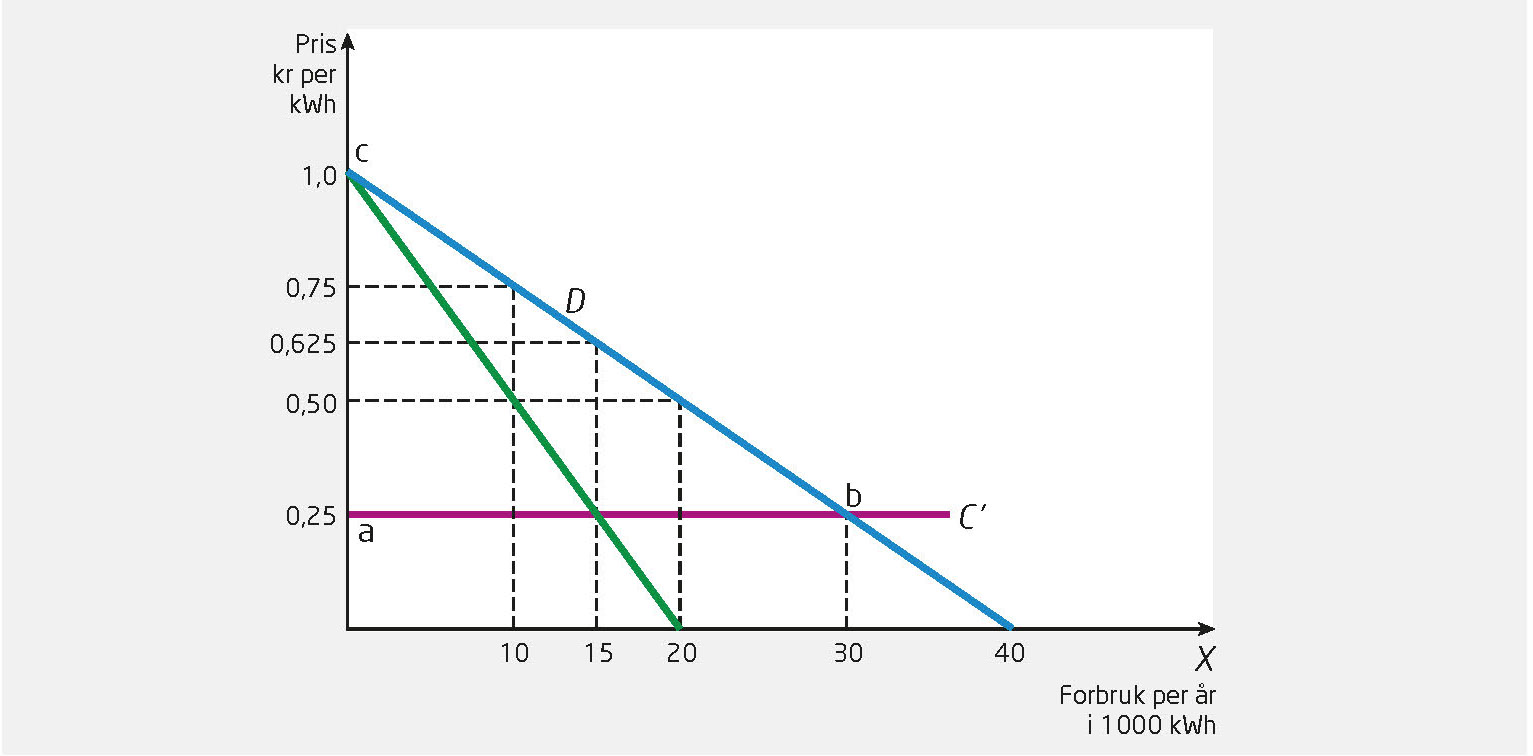 Pris
kr per
kWh
c
1,0
0,75
D
0,625
0,50
b
0,25
C′
a
10 15 20 30 40
X
Forbruk per år
i 1000 kWh